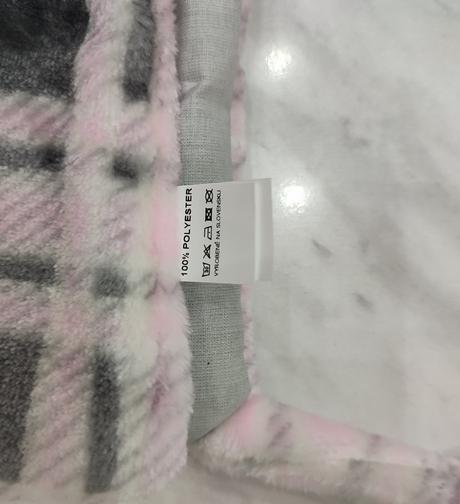 100% POLYESTER
VYROBENÉ NA SLOVENSKU